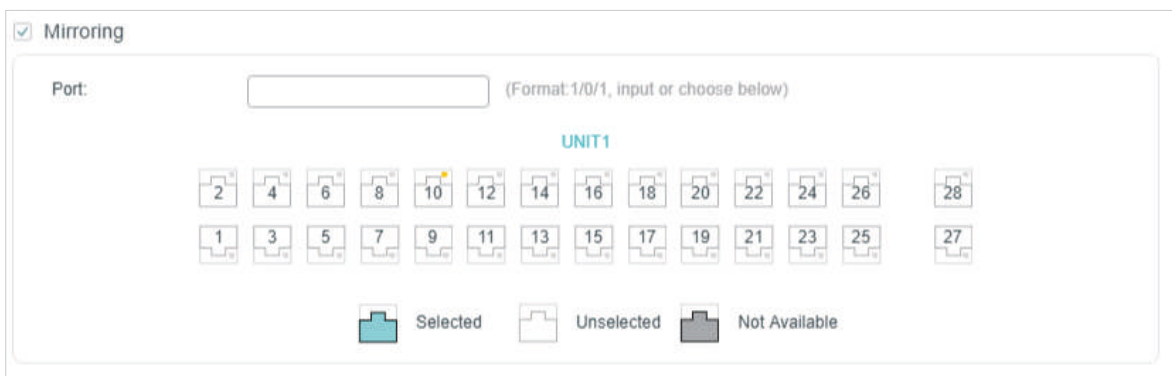 Mirroring
Port: (Format:1/0/1, input or choose below)
UNIT1
2 4 6 8 10 12 14 16 18 20 22 24 26 28
1 3 5 7 9 11 13 15 17 19 21 23 25 27
Selected Unselected Not Available